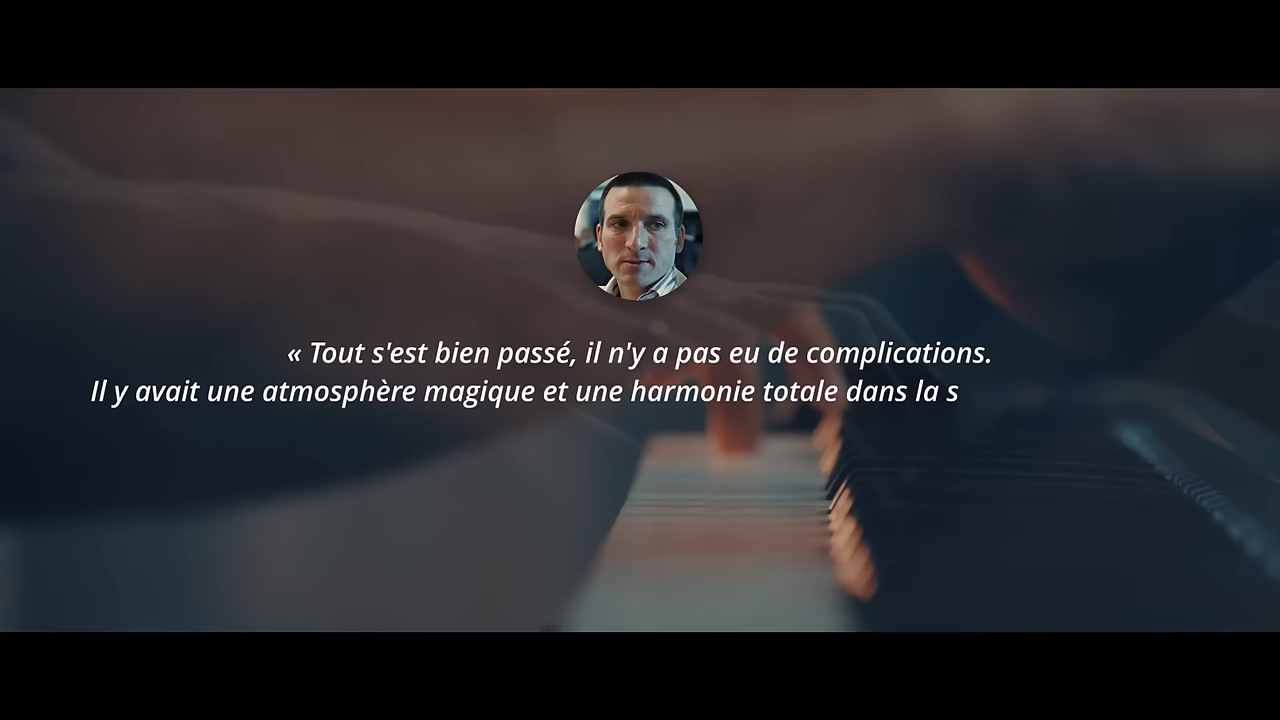 « Tout s'est bien passé, il n'y a pas eu de complications.
Il y avait une atmosphère magique et une harmonie totale dans la s